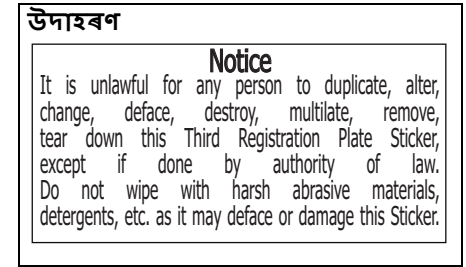 উদাহৰণ
Notice
It is unlawful for any person to duplicate, alter,
change, deface, destroy, multilate, remove,
tear down this Third Registration Plate Sticker,
except if done by authority of law.
Do not wipe with harsh abrasive materials,
detergents, etc. as it may deface or damage this Sticker.